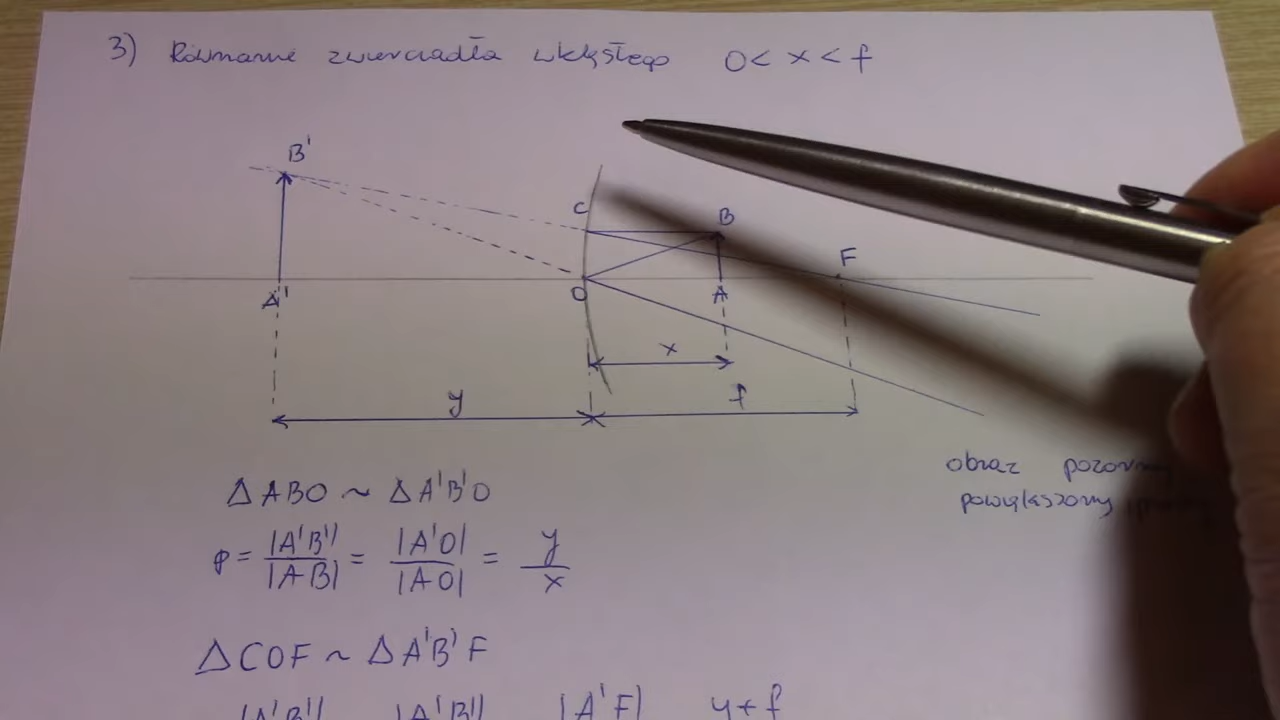 3) Równanie zwierciadła wklęsłego 0 < x < f
B'
C
B
F
A'
O
A
x
y
f
obraz pozorny
powiększony
ΔABO ~ ΔA'B'O
p = |A'B'| / |AB| = |A'O| / |AO| = y / x
ΔCOF ~ ΔA'B'F
|A'B'| |A'B'| |A'F| y + f